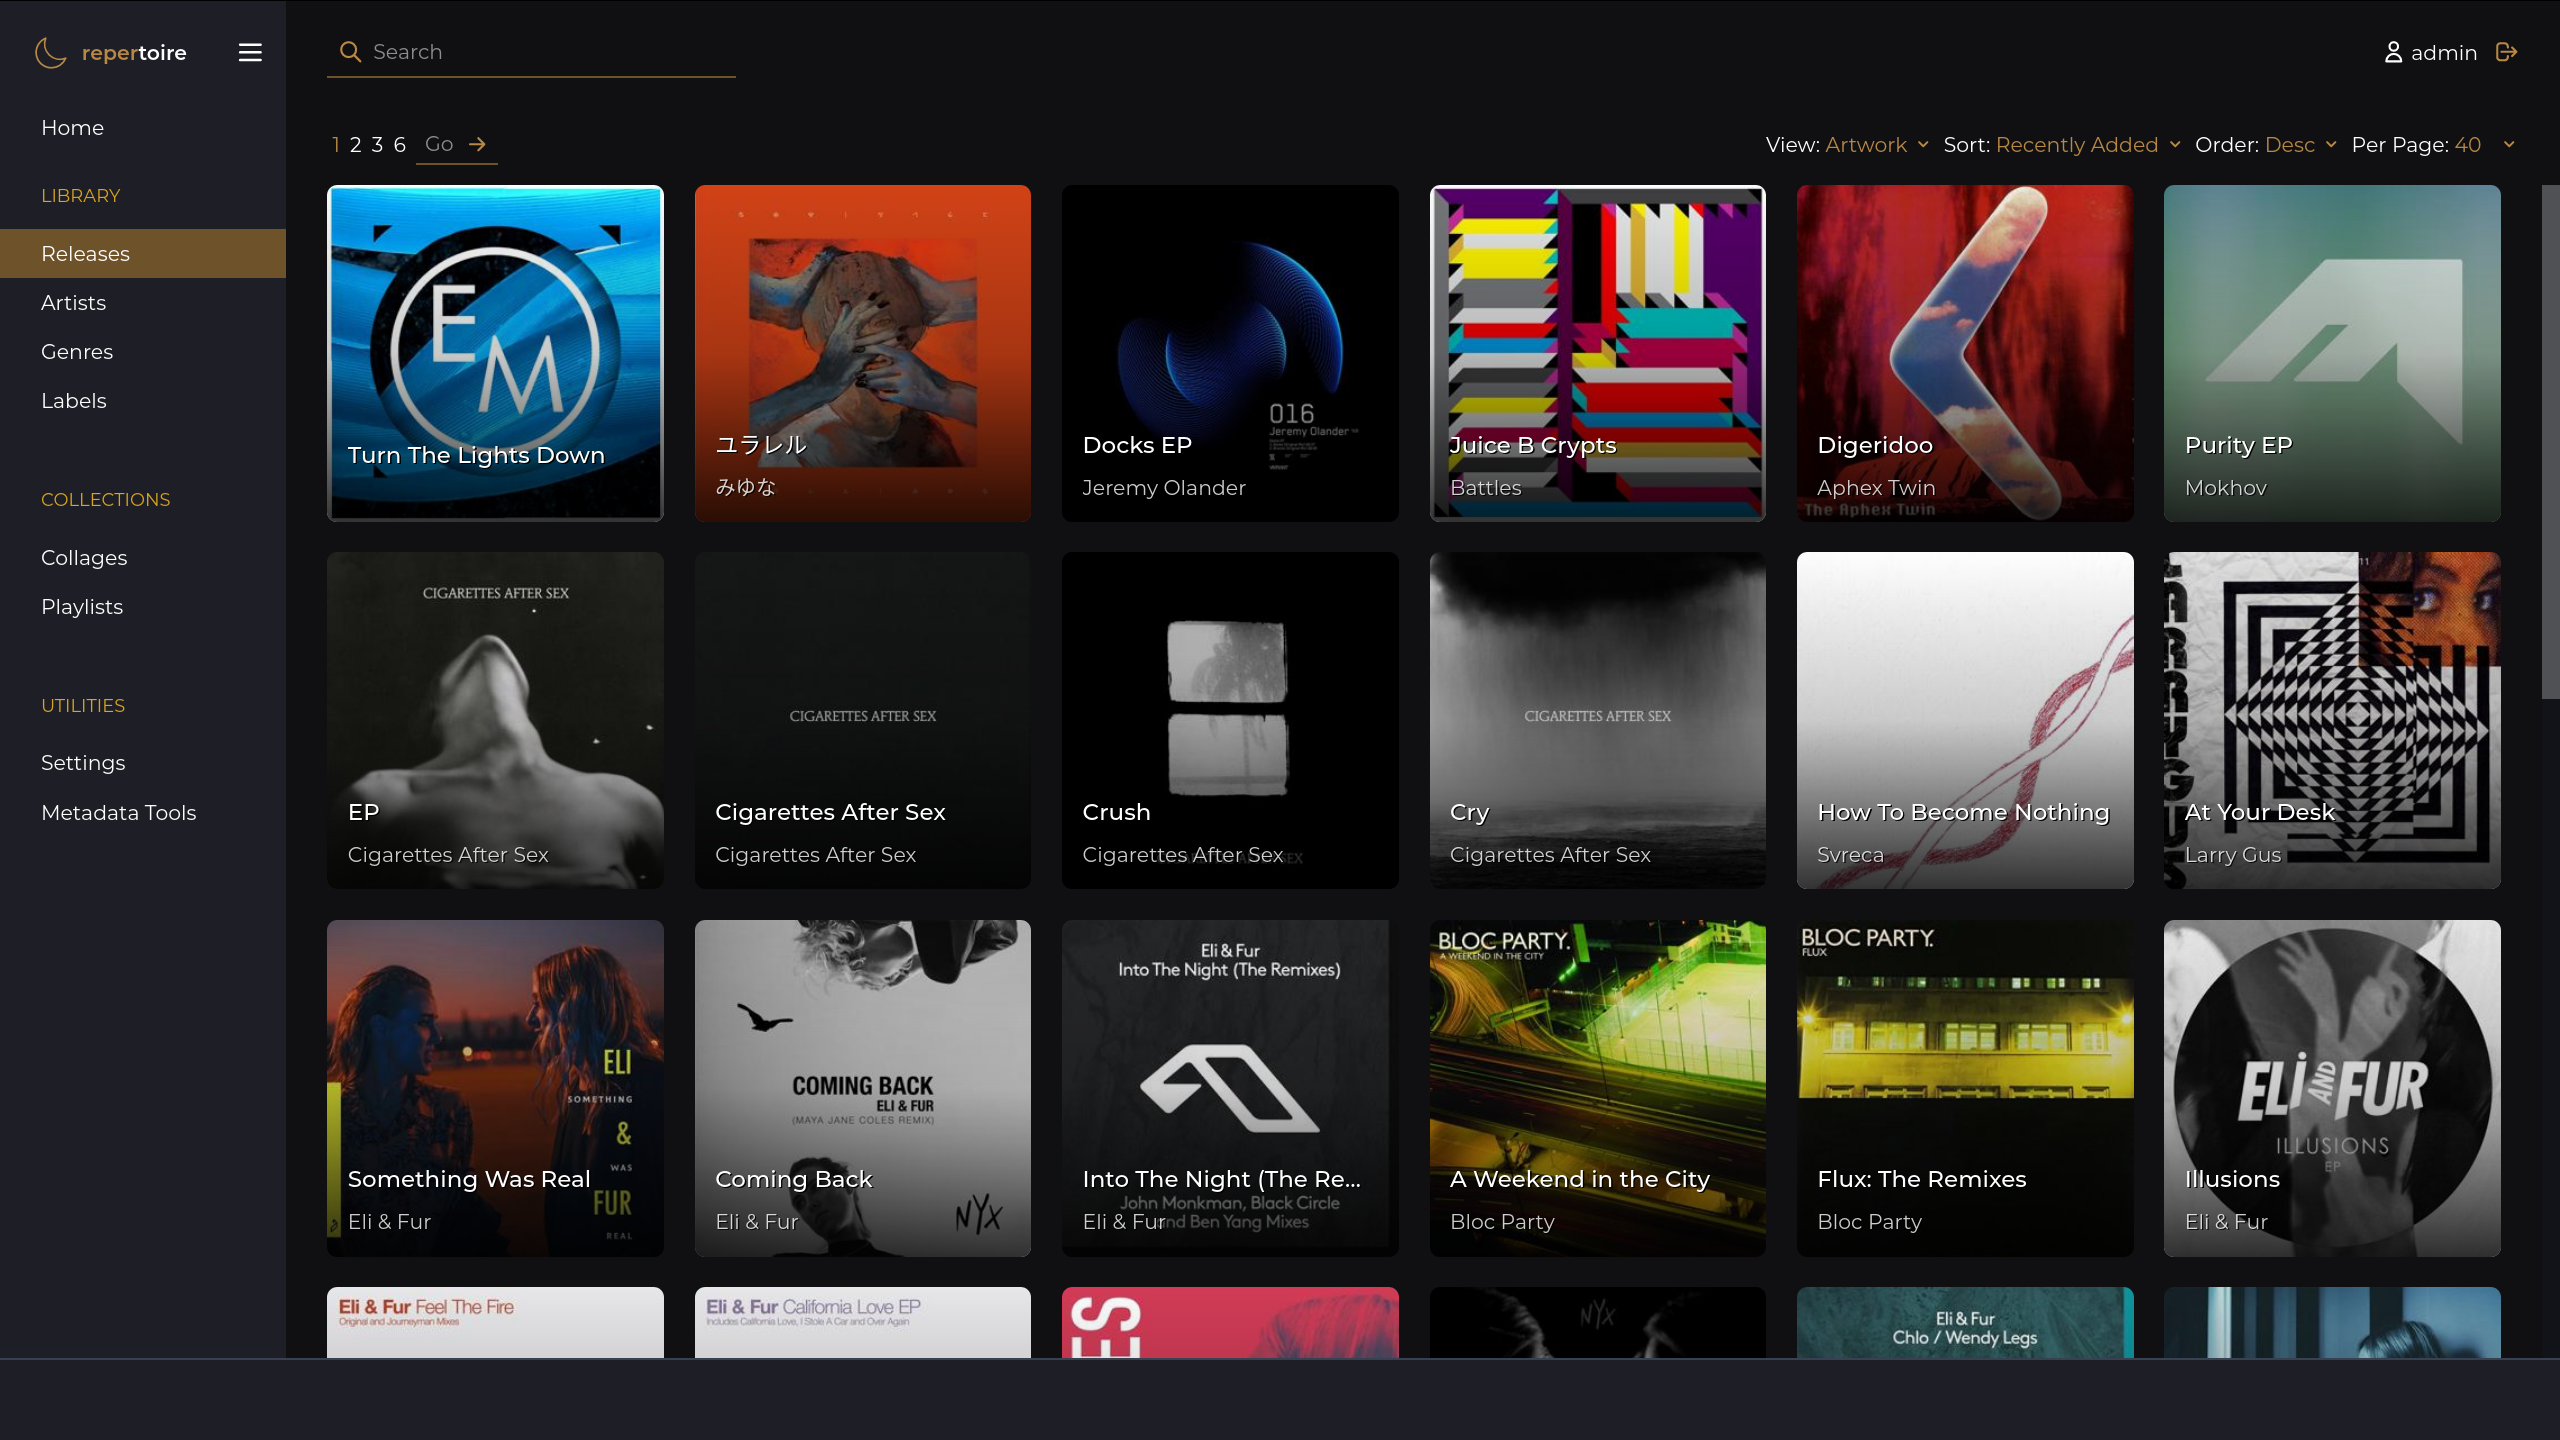 repertoire
Search
admin
Home
LIBRARY
Releases
Artists
Genres
Labels
COLLECTIONS
Collages
Playlists
UTILITIES
Settings
Metadata Tools
1 2 3 6 Go
View: Artwork Sort: Recently Added Order: Desc Per Page: 40
EM
Turn The Lights Down
ユラレル
みゆな
016
Jeremy Olander
Docks EP
Jeremy Olander
Juice B Crypts
Battles
Digeridoo
Aphex Twin
The Aphex Twin
Purity EP
Mokhov
CIGARETTES AFTER SEX
EP
Cigarettes After Sex
CIGARETTES AFTER SEX
Cigarettes After Sex
Cigarettes After Sex
Crush
Cigarettes After Sex
CIGARETTES AFTER SEX
Cry
Cigarettes After Sex
How To Become Nothing
Svreca
11
At Your Desk
Larry Gus
ELI
SOMETHING
&
WAS
FUR
REAL
Something Was Real
Eli & Fur
COMING BACK
ELI & FUR
(MAYA JANE COLES REMIX)
NYX
Coming Back
Eli & Fur
Eli & Fur
Into The Night (The Remixes)
Into The Night (The Re...
John Monkman, Black Circle
and Ben Yang Mixes
Eli & Fur
BLOC PARTY.
A WEEKEND IN THE CITY
A Weekend in the City
Bloc Party
BLOC PARTY.
FLUX
Flux: The Remixes
Bloc Party
ELI AND FUR
ILLUSIONS
EP
Illusions
Eli & Fur
Eli & Fur Feel The Fire
Original and Journeyman Mixes
Eli & Fur California Love EP
Includes California Love, I Stole A Car and Over Again
ES
NYX
Eli & Fur
Chlo / Wendy Legs